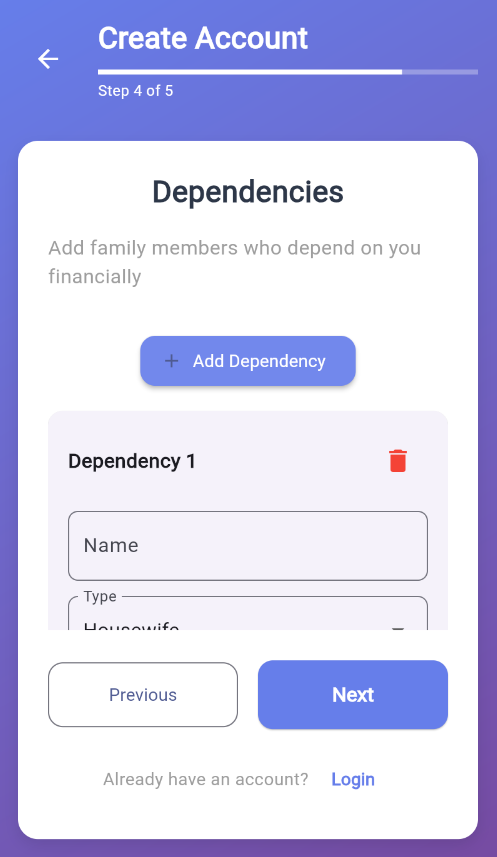 Create Account
Step 4 of 5
Dependencies
Add family members who depend on you
financially
+ Add Dependency
Dependency 1
Name
Type
Housewife
Previous
Next
Already have an account? Login